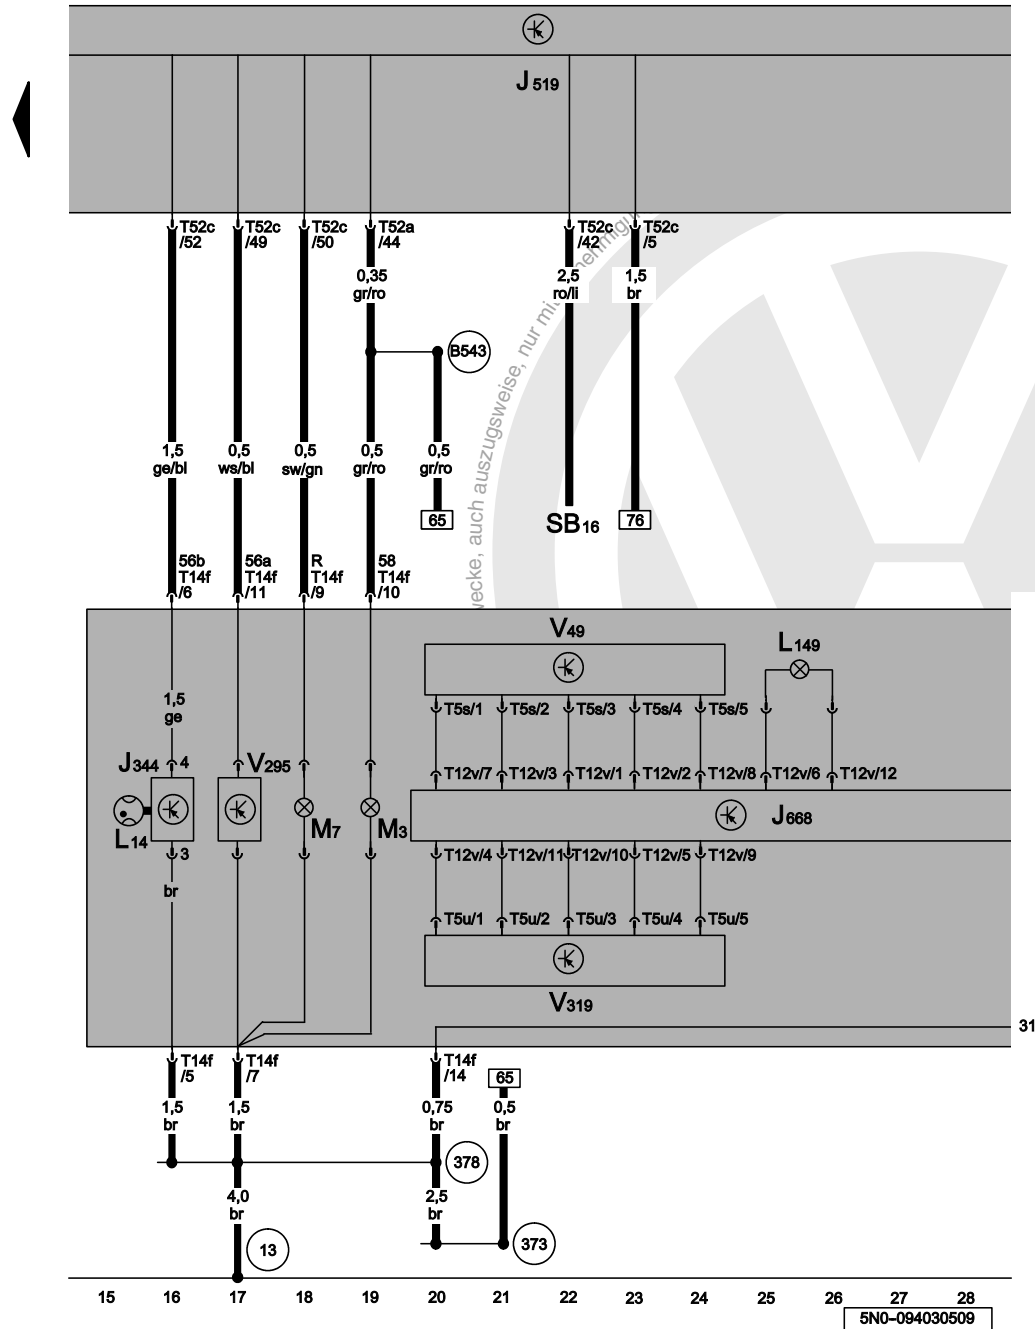 J519
T52c T52c T52c T52a T52c T52c
/52 /49 /50 /44 /42 /5
nehmigu
0,35 2,5 1,5
gr/ro ro/li br
B543
wecke, auch auszugsweise, nur mit
1,5 0,5 0,5 0,5 0,5
ge/bl ws/bl sw/gn gr/ro gr/ro
65 SB16 76
56b 56a R 58
T14f T14f T14f T14f
/6 /11 /9 /10
V49
L149
1,5
ge
T5s/1 T5s/2 T5s/3 T5s/4 T5s/5
J344 4 V295
T12v/7 T12v/3 T12v/1 T12v/2 T12v/8 T12v/6 T12v/12
J668
L14 M7 M3
3
T12v/4 T12v/11 T12v/10 T12v/5 T12v/9
br
T5u/1 T5u/2 T5u/3 T5u/4 T5u/5
V319
31
T14f T14f T14f
/5 /7 /14 65
1,5 1,5 0,75 0,5
br br br br
378
4,0 2,5
br br
13 373
15 16 17 18 19 20 21 22 23 24 25 26 27 28
5N0-094030509